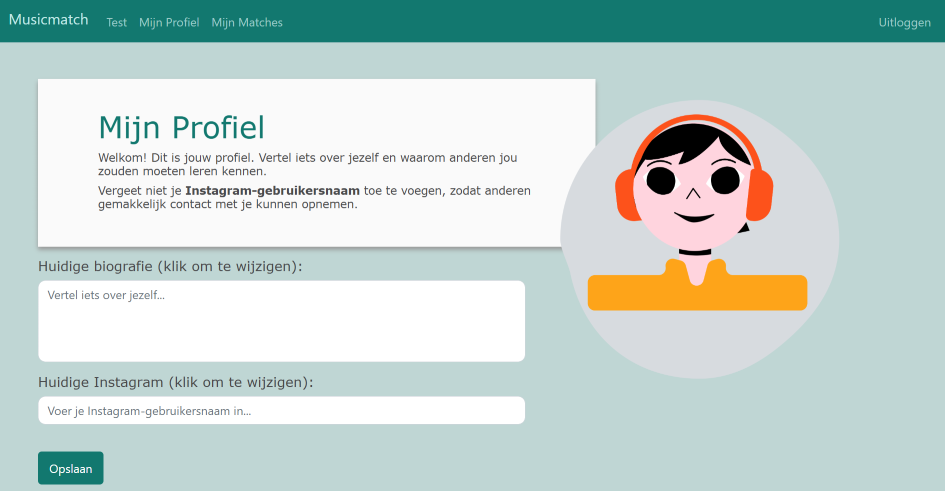 Musicmatch Test Mijn Profiel Mijn Matches Uitloggen
Mijn Profiel
Welkom! Dit is jouw profiel. Vertel iets over jezelf en waarom anderen jou
zouden moeten leren kennen.
Vergeet niet je Instagram-gebruikersnaam toe te voegen, zodat anderen
gemakkelijk contact met je kunnen opnemen.
Huidige biografie (klik om te wijzigen):
Vertel iets over jezelf...
Huidige Instagram (klik om te wijzigen):
Voer je Instagram-gebruikersnaam in...
Opslaan